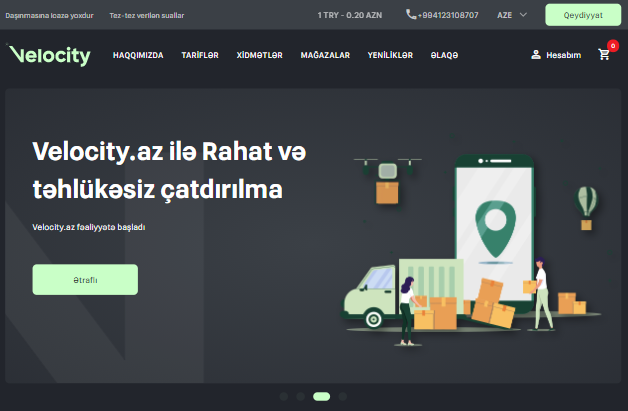 Daşınmasına icazə yoxdur Tez-tez verilən suallar 1 TRY - 0.20 AZN +994123108707 AZE Qeydiyyat
Velocity HAQQIMIZDA TARİFLƏR XİDMƏTLƏR MAĞAZALAR YENİLİKLƏR ƏLAQƏ Hesabım 0
Velocity.az ilə Rahat və
təhlükəsiz çatdırılma
Velocity.az fəaliyyətə başladı
Ətraflı